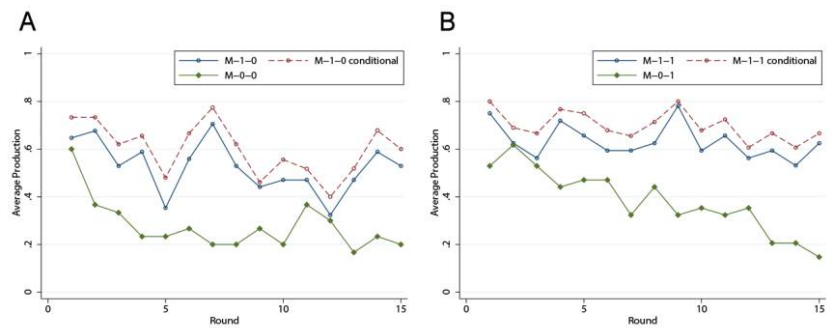 A
M−1−0
M−1−0 conditional
M−0−0
Average Production
1
.8
.6
.4
.2
0
0
5
10
15
Round
B
M−1−1
M−1−1 conditional
M−0−1
Average Production
1
.8
.6
.4
.2
0
0
5
10
15
Round